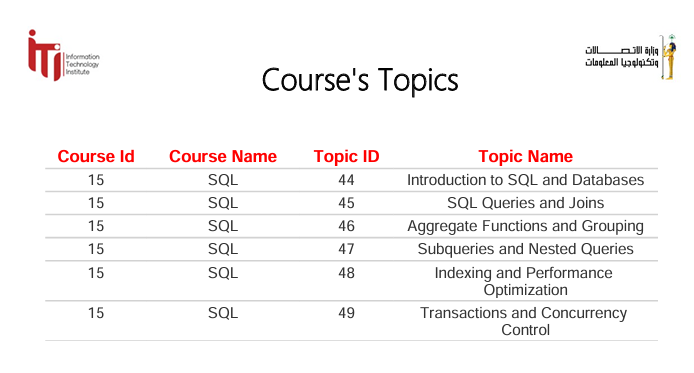 iTi
Information
Technology
Institute
وزارة الاتصـــــالات
وتكنولوجيا المعلومات
Course's Topics
Course Id Course Name Topic ID Topic Name
15 SQL 44 Introduction to SQL and Databases
15 SQL 45 SQL Queries and Joins
15 SQL 46 Aggregate Functions and Grouping
15 SQL 47 Subqueries and Nested Queries
15 SQL 48 Indexing and Performance
Optimization
15 SQL 49 Transactions and Concurrency
Control